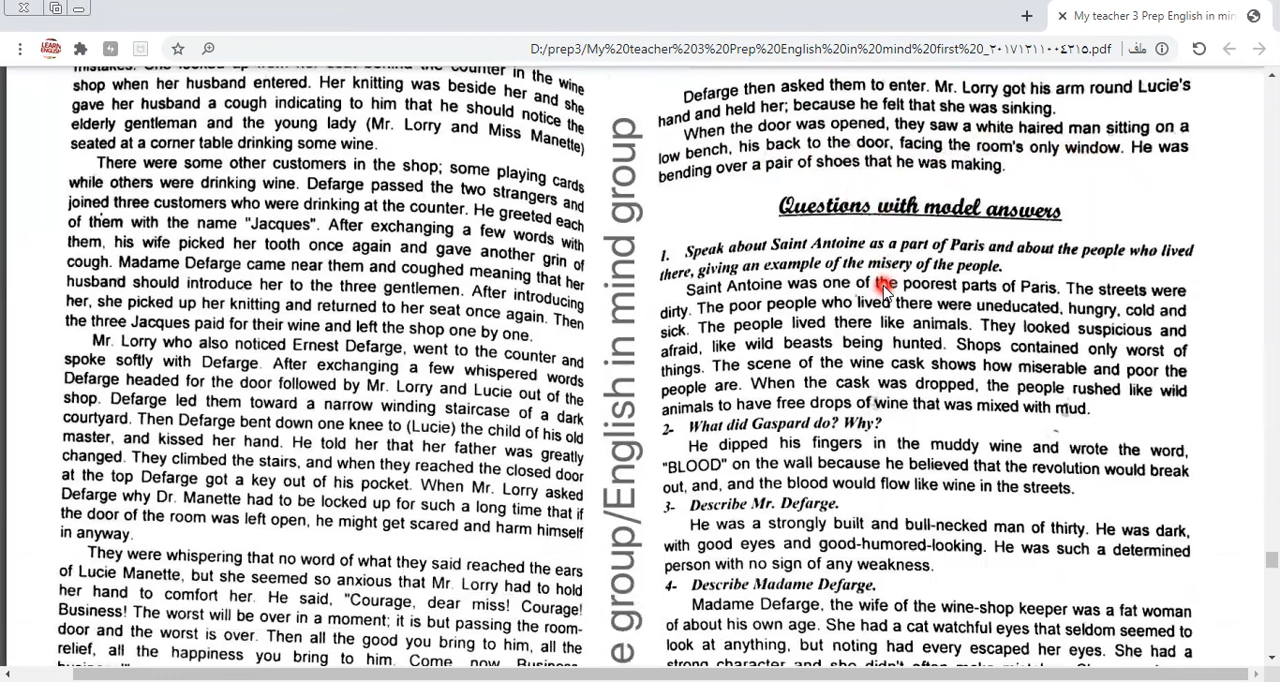 My teacher 3 Prep English in min
D:/prep3/My%20teacher%203%20Prep%20English%20in%20mind%20first%20_٢٠١٧١٢١١٠٠٤٢١٥.pdf
ملف
shop when her husband entered. Her knitting was beside her and she
gave her husband a cough indicating to him that he should notice the
elderly gentleman and the young lady (Mr. Lorry and Miss Manette)
seated at a corner table drinking some wine.
There were some other customers in the shop; some playing cards
while others were drinking wine. Defarge passed the two strangers and
joined three customers who were drinking at the counter. He greeted each
of them with the name "Jacques". After exchanging a few words with
them, his wife picked her tooth once again and gave another grin of
cough. Madame Defarge came near them and coughed meaning that her
husband should introduce her to the three gentlemen. After introducing
her, she picked up her knitting and returned to her seat once again. Then
the three Jacques paid for their wine and left the shop one by one.
Mr. Lorry who also noticed Ernest Defarge, went to the counter and
spoke softly with Defarge. After exchanging a few whispered words
Defarge headed for the door followed by Mr. Lorry and Lucie out of the
shop. Defarge led them toward a narrow winding staircase of a dark
courtyard. Then Defarge bent down one knee to (Lucie) the child of his old
master, and kissed her hand. He told her that her father was greatly
changed. They climbed the stairs, and when they reached the closed door
at the top Defarge got a key out of his pocket. When Mr. Lorry asked
Defarge why Dr. Manette had to be locked up for such a long time that if
the door of the room was left open, he might get scared and harm himself
in anyway.
They were whispering that no word of what they said reached the ears
of Lucie Manette, but she seemed so anxious that Mr. Lorry had to hold
her hand to comfort her. He said, "Courage, dear miss! Courage!
Business! The worst will be over in a moment; it is but passing the room-
door and the worst is over. Then all the good you bring to him, all the
relief, all the happiness you bring to him. Come now Business,
e group/English in mind group
Defarge then asked them to enter. Mr. Lorry got his arm round Lucie's
hand and held her; because he felt that she was sinking.
When the door was opened, they saw a white haired man sitting on a
low bench, his back to the door, facing the room's only window. He was
bending over a pair of shoes that he was making.
Questions with model answers
1. Speak about Saint Antoine as a part of Paris and about the people who lived
there, giving an example of the misery of the people.
Saint Antoine was one of the poorest parts of Paris. The streets were
dirty. The poor people who lived there were uneducated, hungry, cold and
sick. The people lived there like animals. They looked suspicious and
afraid, like wild beasts being hunted. Shops contained only worst of
things. The scene of the wine cask shows how miserable and poor the
people are. When the cask was dropped, the people rushed like wild
animals to have free drops of wine that was mixed with mud.
2- What did Gaspard do? Why?
He dipped his fingers in the muddy wine and wrote the word,
"BLOOD" on the wall because he believed that the revolution would break
out, and, and the blood would flow like wine in the streets.
3- Describe Mr. Defarge.
He was a strongly built and bull-necked man of thirty. He was dark,
with good eyes and good-humored-looking. He was such a determined
person with no sign of any weakness.
4- Describe Madame Defarge.
Madame Defarge, the wife of the wine-shop keeper was a fat woman
of about his own age. She had a cat watchful eyes that seldom seemed to
look at anything, but noting had every escaped her eyes. She had a
strong character and she didn't often make